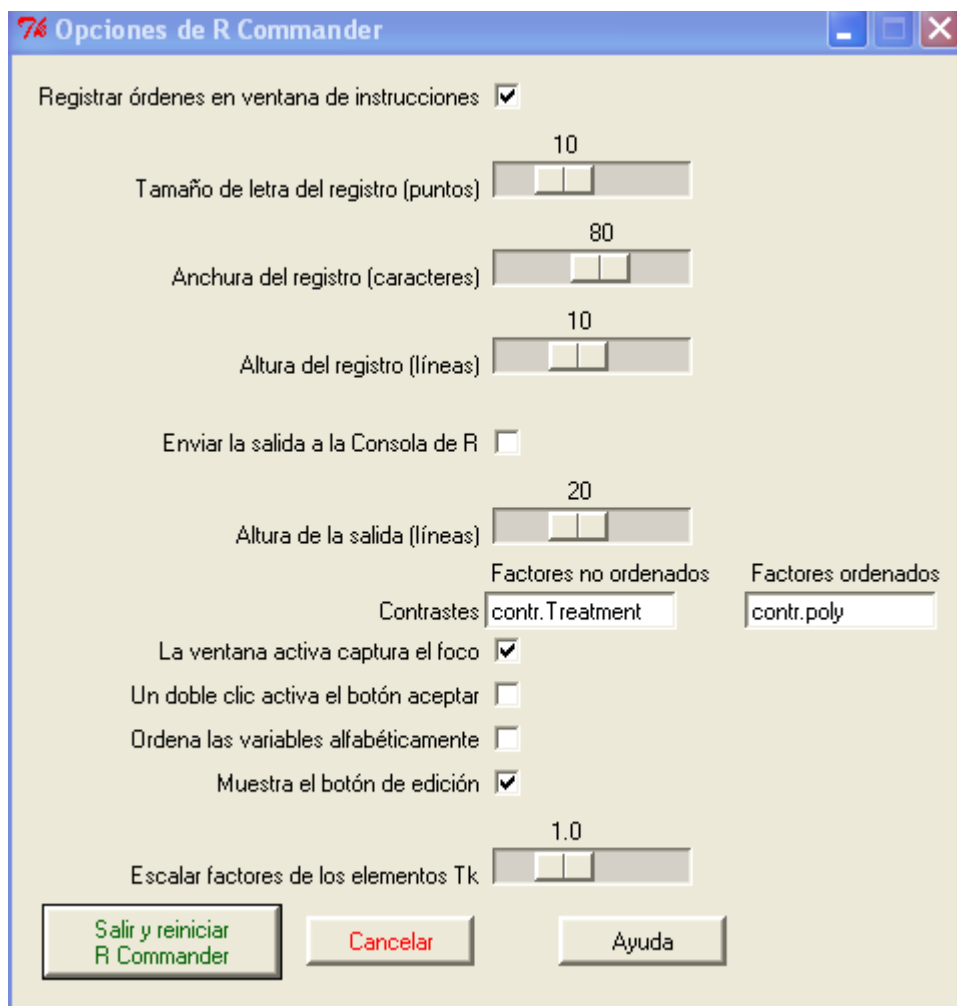 Tk Opciones de R Commander
Registrar órdenes en ventana de instrucciones
10
Tamaño de letra del registro (puntos)
80
Anchura del registro (caracteres)
10
Altura del registro (líneas)
Enviar la salida a la Consola de R
20
Altura de la salida (líneas)
Factores no ordenados Factores ordenados
Contrastes contr.Treatment contr.poly
La ventana activa captura el foco
Un doble clic activa el botón aceptar
Ordena las variables alfabéticamente
Muestra el botón de edición
1.0
Escalar factores de los elementos Tk
Salir y reiniciar
R Commander
Cancelar
Ayuda